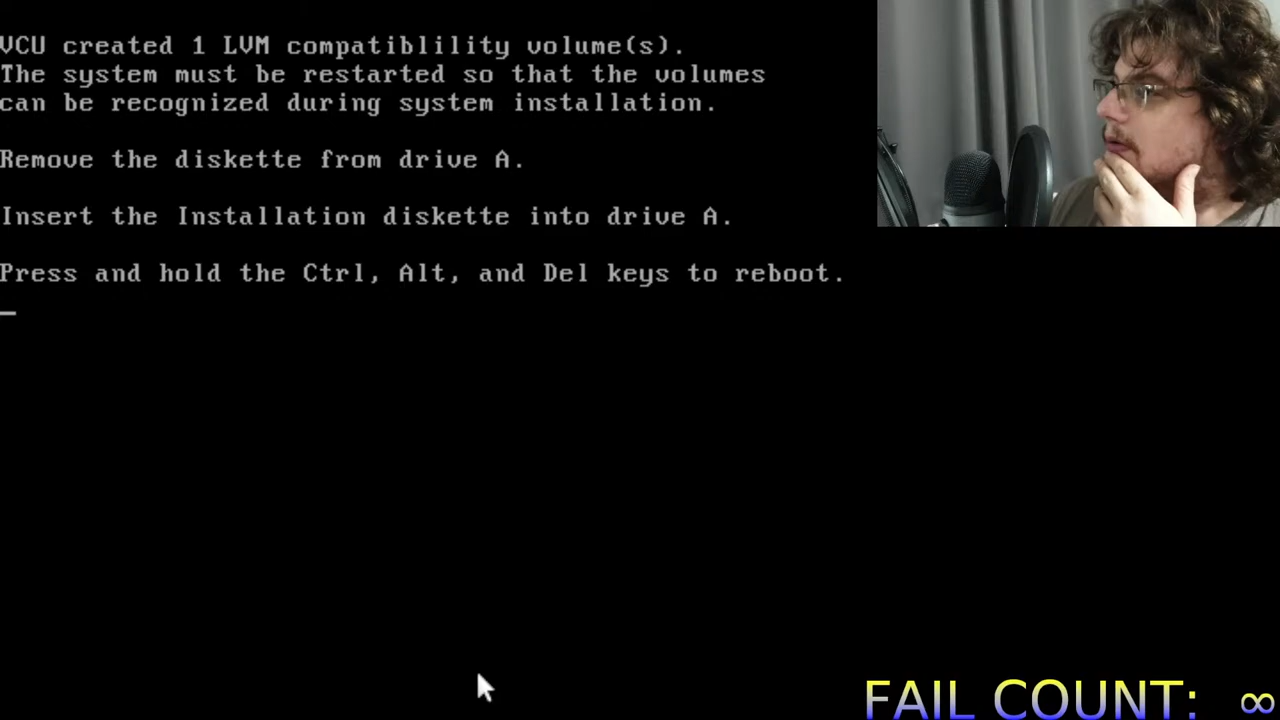 VCU created 1 LVM compatiblility volume(s).
The system must be restarted so that the volumes
can be recognized during system installation.
Remove the diskette from drive A.
Insert the Installation diskette into drive A.
Press and hold the Ctrl, Alt, and Del keys to reboot.
FAIL COUNT: ∞